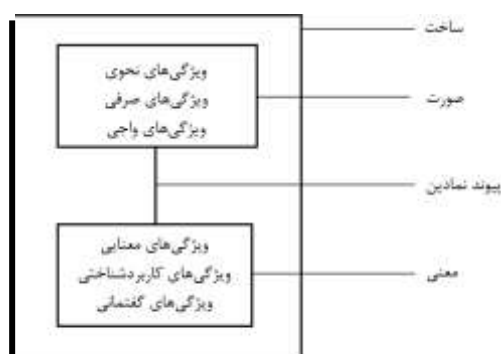 ساخت
ویژگی‌های نحوی
ویژگی‌های صرفی
ویژگی‌های واجی
صورت
پیوند نمادین
ویژگی‌های معنایی
ویژگی‌های کاربردشناختی
ویژگی‌های گفتمانی
معنی